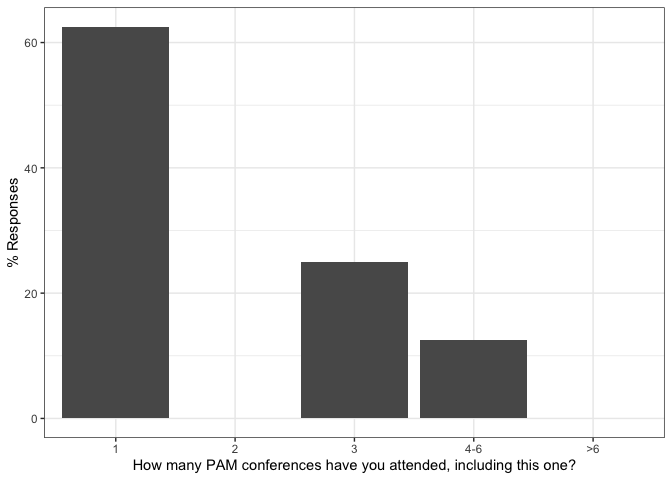 60
40
20
0
% Responses
1 2 3 4-6 >6
How many PAM conferences have you attended, including this one?